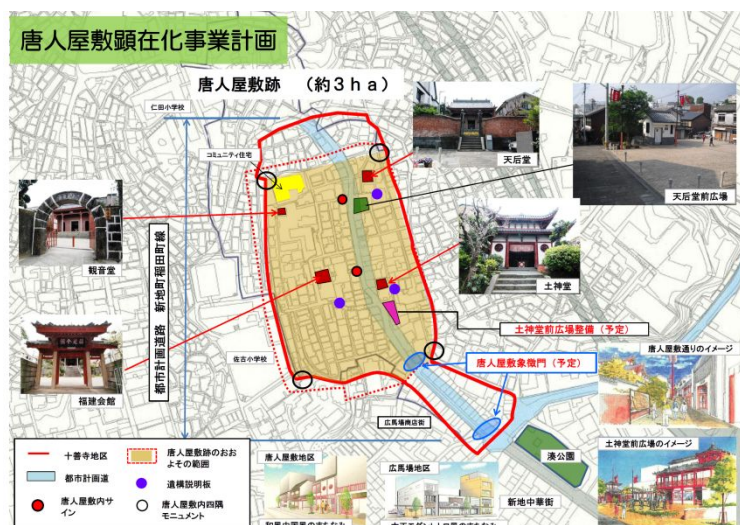 唐人屋敷顕在化事業計画
唐人屋敷跡 (約3ha)
仁田小学校
コミュニティ住宅
天后堂
天后堂前広場
観音堂
土神堂
都市計画道路 新地町稲田町線
土神堂前広場整備(予定)
唐人屋敷象徴門(予定)
唐人屋敷通りのイメージ
佐古小学校
福建会館
広馬場商店街
湊公園
新地中華街
土神堂前広場のイメージ
十善寺地区
都市計画道
唐人屋敷内サ
イン
唐人屋敷跡のおお
よその範囲
遺構説明板
唐人屋敷内四隅
モニュメント
唐人屋敷地区
広馬場地区